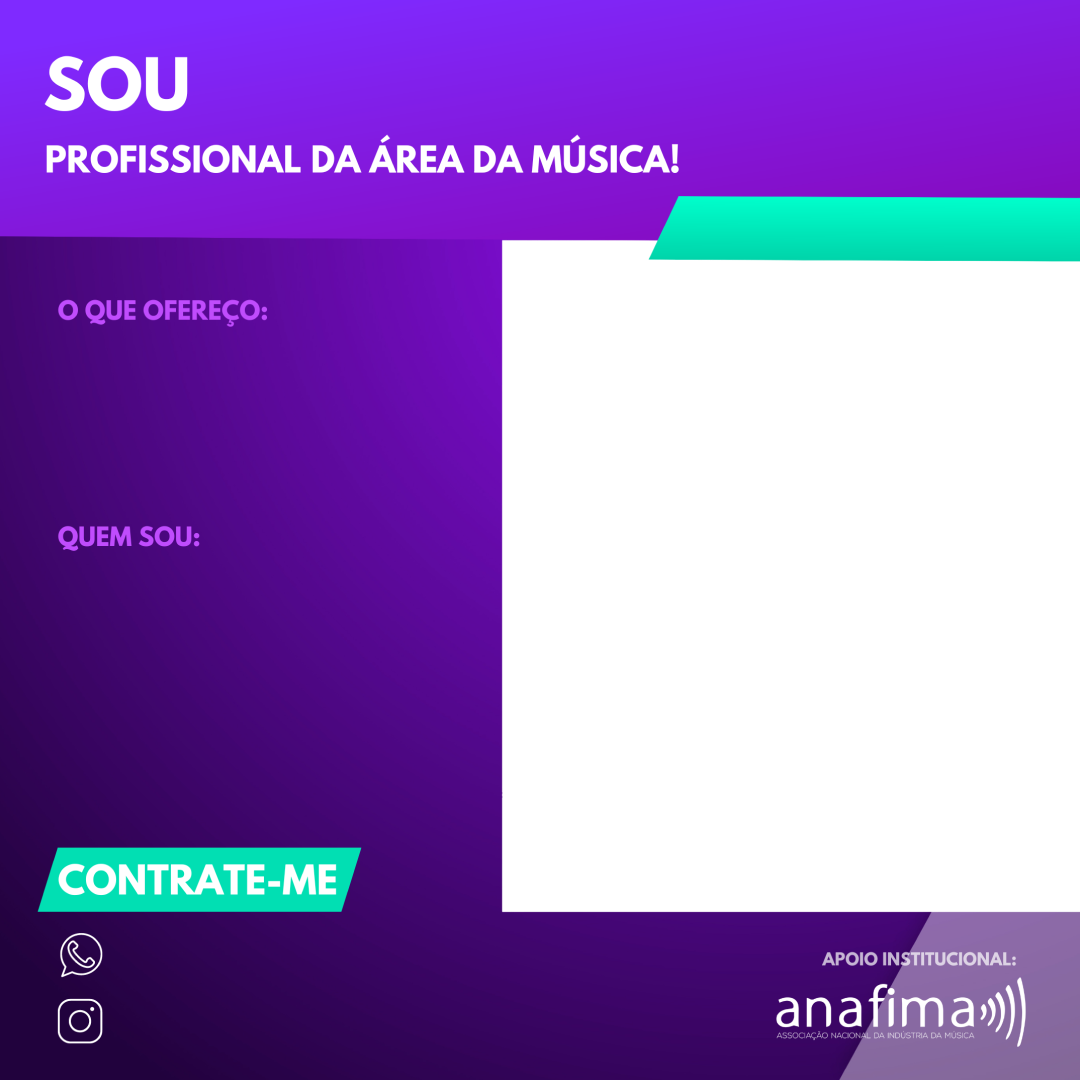 SOU
PROFISSIONAL DA ÁREA DA MÚSICA!
O QUE OFEREÇO:
QUEM SOU:
CONTRATE-ME
APOIO INSTITUCIONAL:
anafima
ASSOCIAÇÃO NACIONAL DA INDÚSTRIA DA MÚSICA